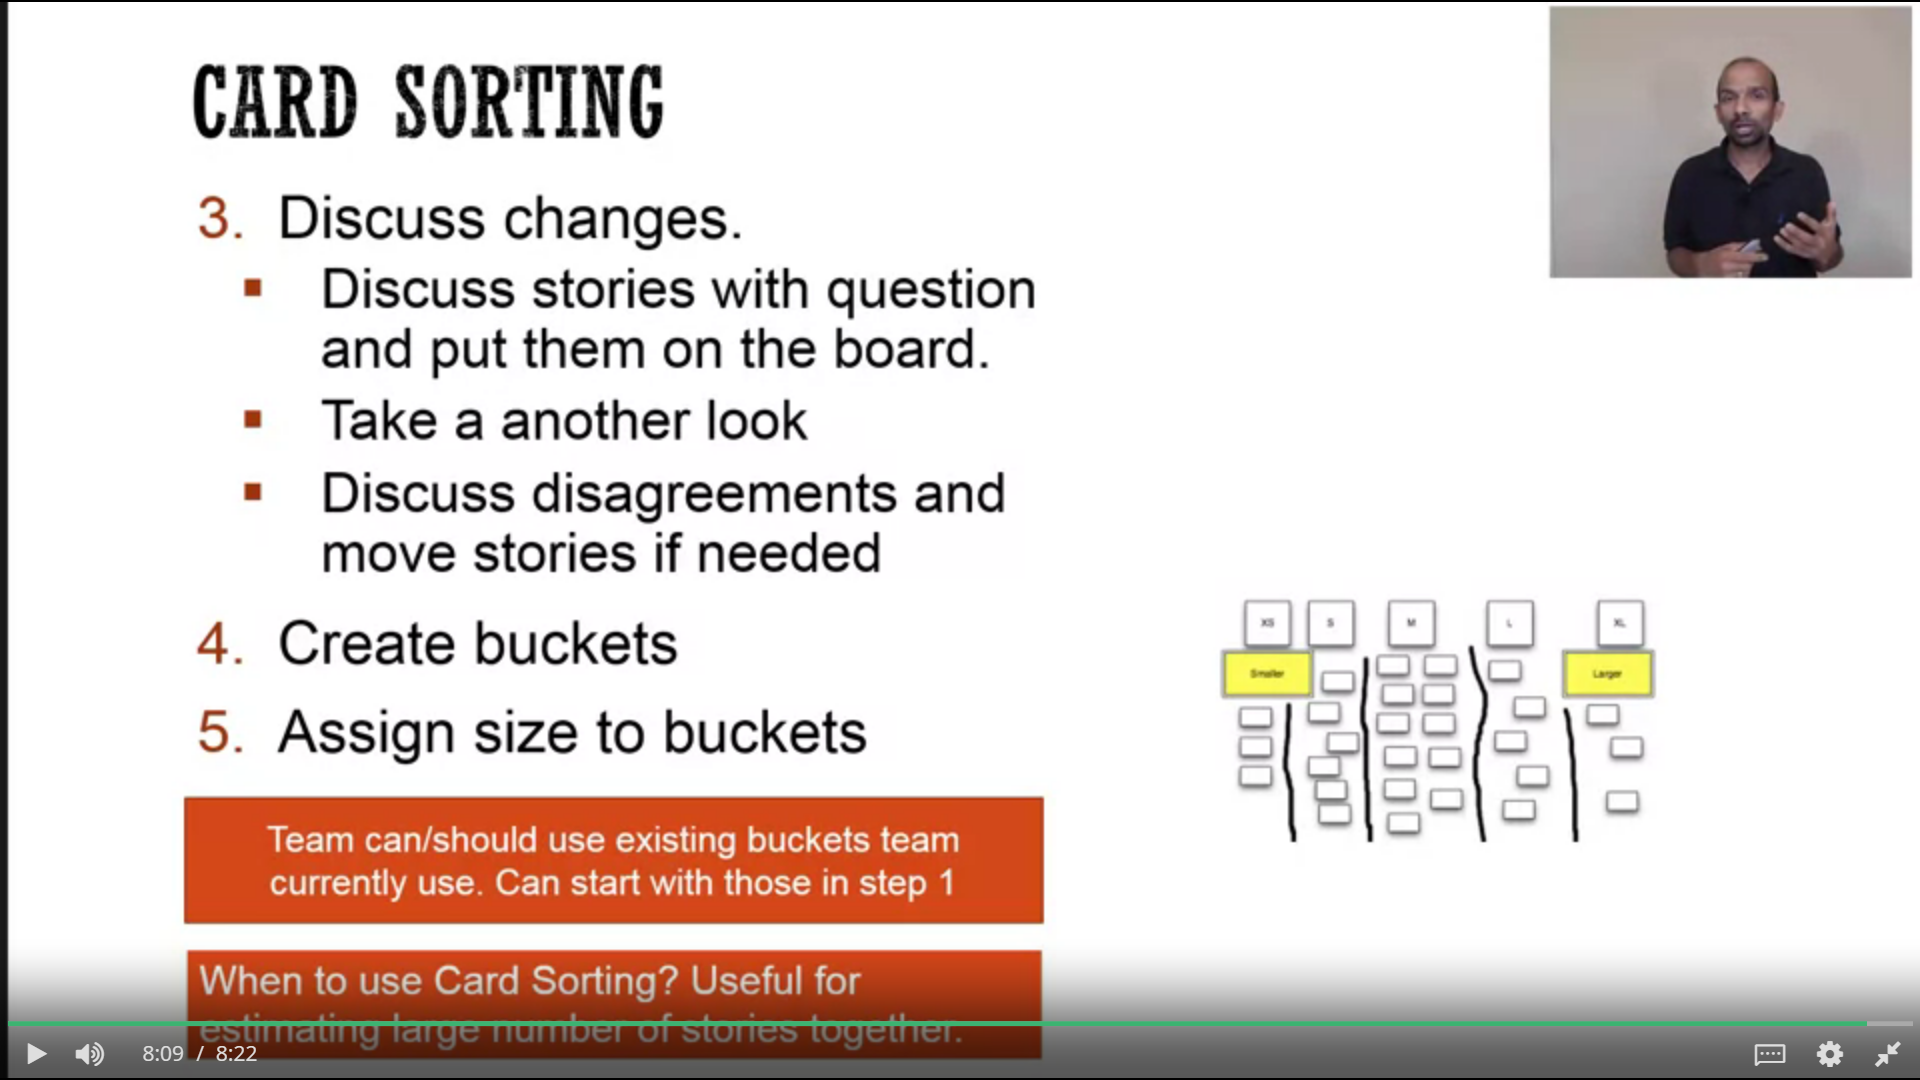 CARD SORTING
3. Discuss changes.
▪ Discuss stories with question
and put them on the board.
▪ Take a another look
▪ Discuss disagreements and
move stories if needed
4. Create buckets
5. Assign size to buckets
Team can/should use existing buckets team
currently use. Can start with those in step 1
When to use Card Sorting? Useful for
estimating large number of stories together.
XS S M L XL
Smaller Larger
8:09 / 8:22